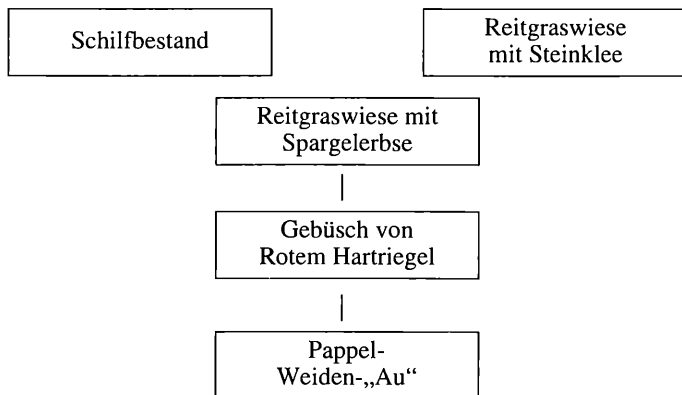 Schilfbestand
Reitgraswiese
mit Steinklee
Reitgraswiese mit
Spargelerbse
Gebüsch von
Rotem Hartriegel
Pappel-
Weiden-„Au“